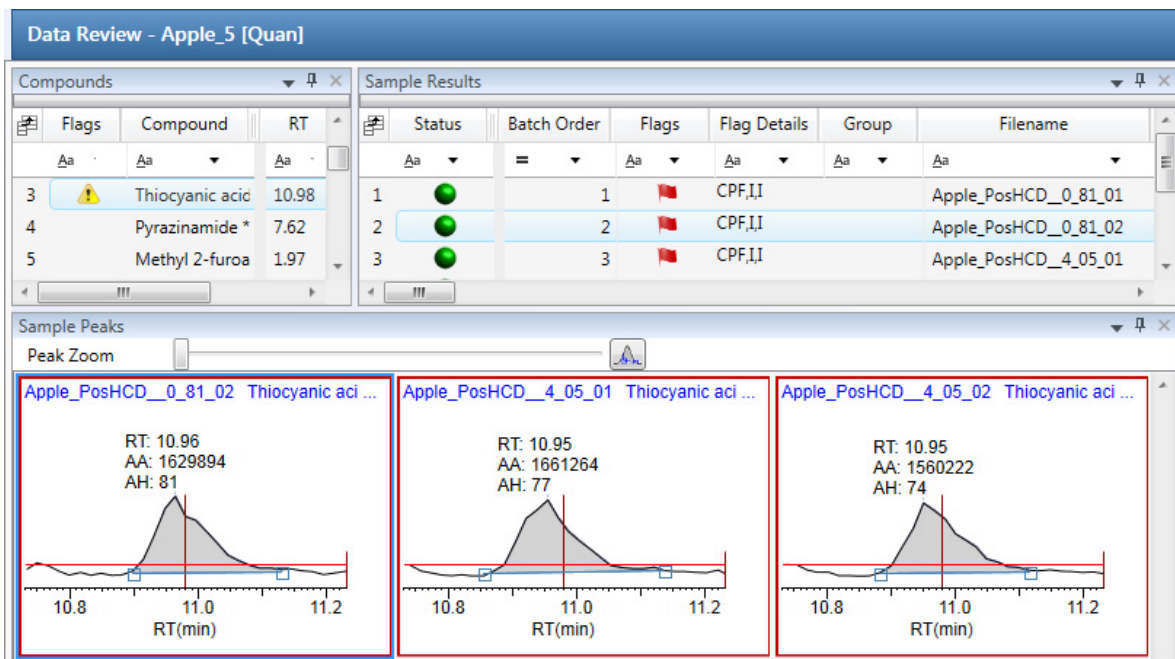 Data Review - Apple_5 [Quan]
Compounds
Sample Results
Flags Compound RT
Status Batch Order Flags Flag Details Group Filename
Aa Aa Aa
Aa = Aa Aa Aa Aa
3 Thiocyanic acid 10.98
4 Pyrazinamide * 7.62
5 Methyl 2-furoa 1.97
1 1 CPF,I,I Apple_PosHCD__0_81_01
2 2 CPF,I,I Apple_PosHCD__0_81_02
3 3 CPF,I,I Apple_PosHCD__4_05_01
Sample Peaks
Peak Zoom
Apple_PosHCD__0_81_02 Thiocyanic aci ...
RT: 10.96
AA: 1629894
AH: 81
10.8 11.0 11.2
RT(min)
Apple_PosHCD__4_05_01 Thiocyanic aci ...
RT: 10.95
AA: 1661264
AH: 77
10.8 11.0 11.2
RT(min)
Apple_PosHCD__4_05_02 Thiocyanic aci ...
RT: 10.95
AA: 1560222
AH: 74
10.8 11.0 11.2
RT(min)